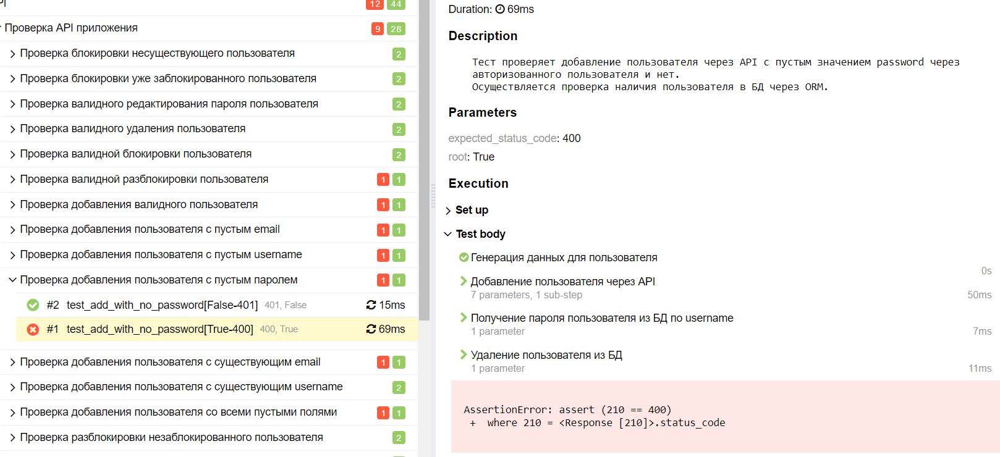 12 44
Проверка API приложения 9 28
Проверка блокировки несуществующего пользователя 2
Проверка блокировки уже заблокированного пользователя 2
Проверка валидного редактирования пароля пользователя 2
Проверка валидного удаления пользователя 2
Проверка валидной блокировки пользователя 2
Проверка валидной разблокировки пользователя 1 1
Проверка добавления валидного пользователя 1 1
Проверка добавления пользователя с пустым email 1 1
Проверка добавления пользователя с пустым username 1 1
Проверка добавления пользователя с пустым паролем 1 1
#2 test_add_with_no_password[False-401] 401, False 15ms
#1 test_add_with_no_password[True-400] 400, True 69ms
Проверка добавления пользователя с существующим email 1 1
Проверка добавления пользователя с существующим username 2
Проверка добавления пользователя со всеми пустыми полями 1 1
Проверка разблокировки незаблокированного пользователя 2
Duration: 69ms
Description
Тест проверяет добавление пользователя через API с пустым значением password через
авторизованного пользователя и нет.
Осуществляется проверка наличия пользователя в БД через ORM.
Parameters
expected_status_code: 400
root: True
Execution
Set up
Test body
Генерация данных для пользователя
0s
Добавление пользователя через API
7 parameters, 1 sub-step 50ms
Получение пароля пользователя из БД по username
1 parameter 7ms
Удаление пользователя из БД
1 parameter 11ms
AssertionError: assert (210 == 400)
+ where 210 = <Response [210]>.status_code